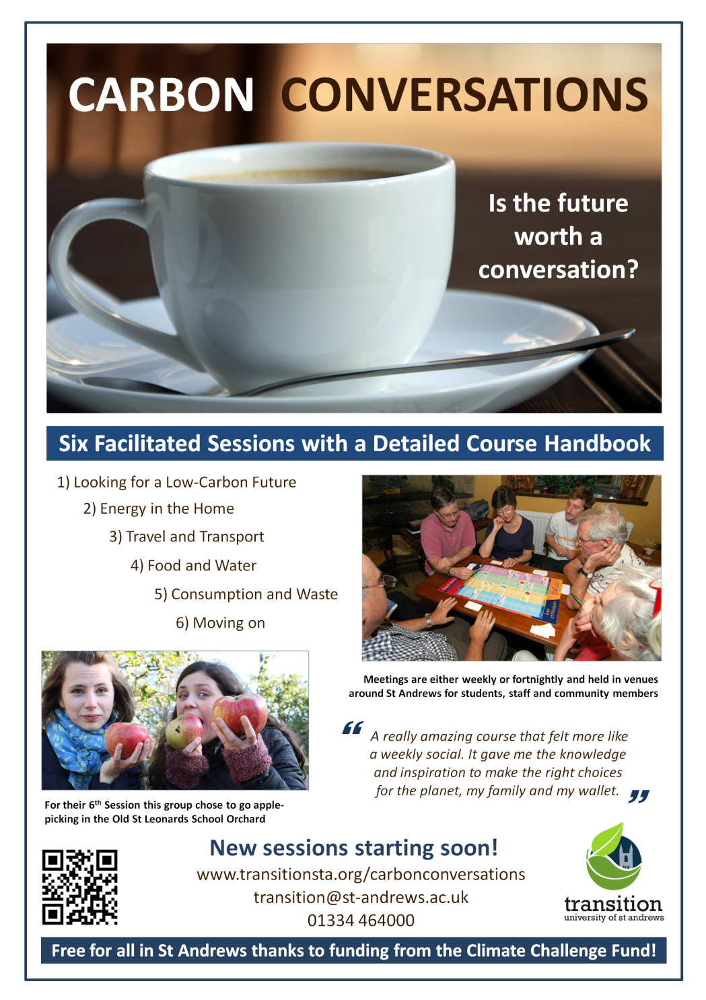 CARBON CONVERSATIONS
Is the future
worth a
conversation?
Six Facilitated Sessions with a Detailed Course Handbook
1) Looking for a Low-Carbon Future
2) Energy in the Home
3) Travel and Transport
4) Food and Water
5) Consumption and Waste
6) Moving on
Meetings are either weekly or fortnightly and held in venues
around St Andrews for students, staff and community members
“ A really amazing course that felt more like
a weekly social. It gave me the knowledge
and inspiration to make the right choices
for the planet, my family and my wallet. ”
For their 6th Session this group chose to go apple-
picking in the Old St Leonards School Orchard
New sessions starting soon!
www.transitionsta.org/carbonconversations
transition@st-andrews.ac.uk
01334 464000
transition
university of st andrews
Free for all in St Andrews thanks to funding from the Climate Challenge Fund!